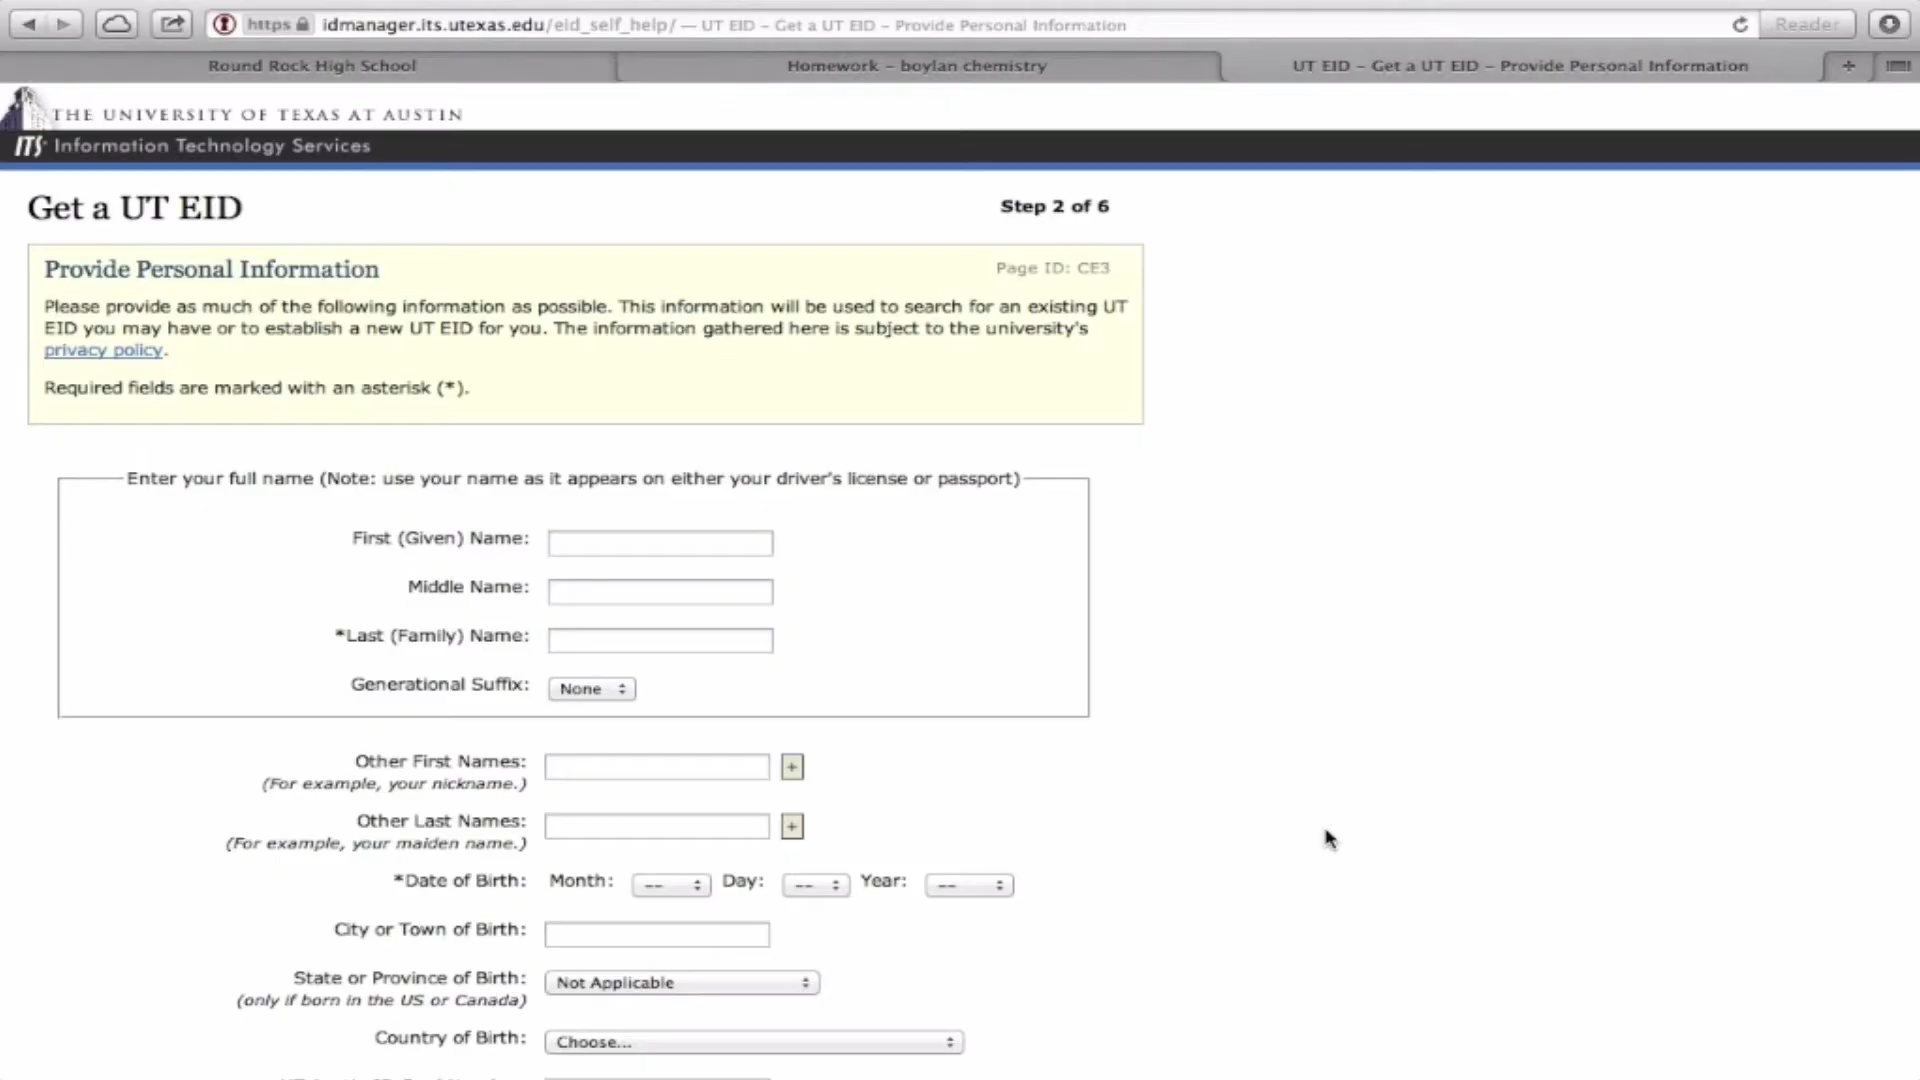 https idmanager.its.utexas.edu/eid_self_help/ — UT EID – Get a UT EID – Provide Personal Information Reader
Round Rock High School Homework – boylan chemistry UT EID – Get a UT EID – Provide Personal Information
THE UNIVERSITY OF TEXAS AT AUSTIN
ITS Information Technology Services
Get a UT EID Step 2 of 6
Provide Personal Information Page ID: CE3
Please provide as much of the following information as possible. This information will be used to search for an existing UT
EID you may have or to establish a new UT EID for you. The information gathered here is subject to the university's
privacy policy.
Required fields are marked with an asterisk (*).
Enter your full name (Note: use your name as it appears on either your driver's license or passport)
First (Given) Name:
Middle Name:
*Last (Family) Name:
Generational Suffix: None
Other First Names: +
(For example, your nickname.)
Other Last Names: +
(For example, your maiden name.)
*Date of Birth: Month: -- Day: -- Year: --
City or Town of Birth:
State or Province of Birth: Not Applicable
(only if born in the US or Canada)
Country of Birth: Choose...